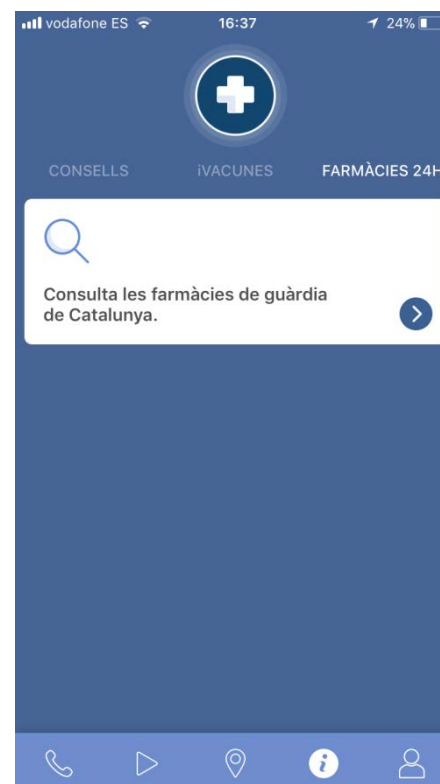 vodafone ES 16:37 24%
CONSELLS iVACUNES FARMÀCIES 24H
Consulta les farmàcies de guàrdia
de Catalunya.
i